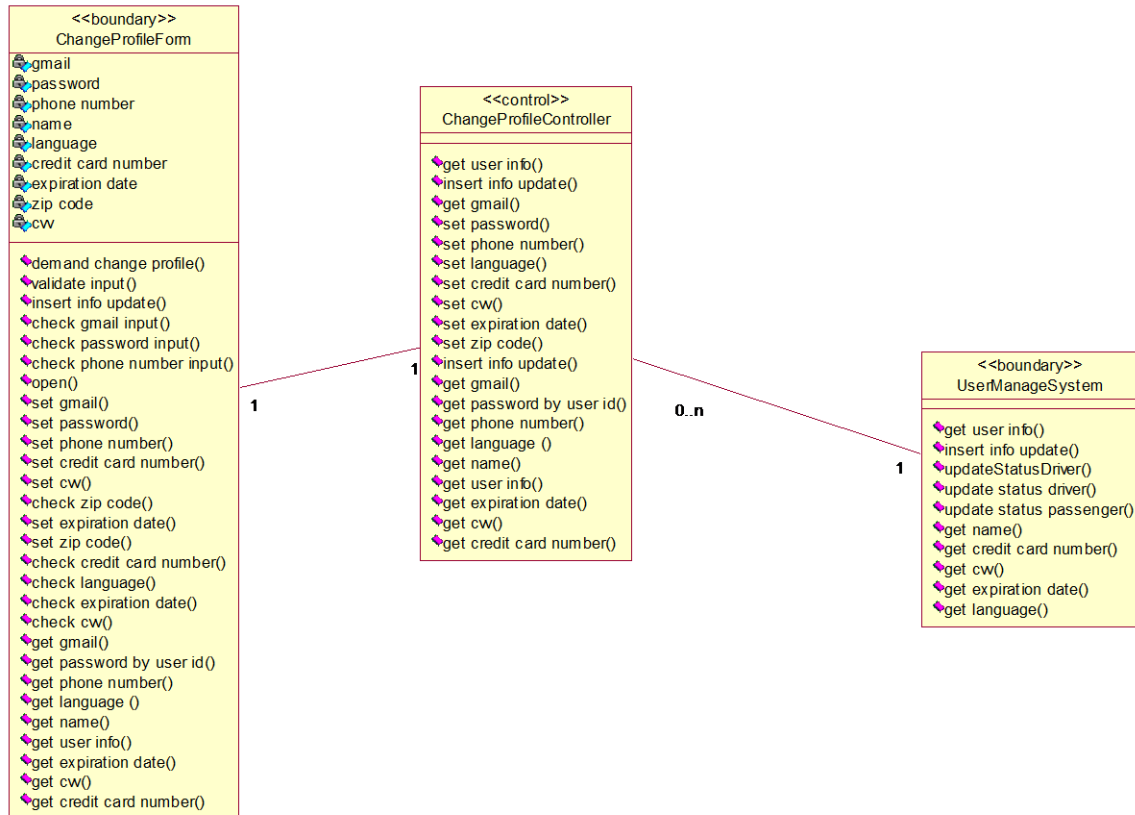 <<boundary>>
ChangeProfileForm
gmail
password
phone number
name
language
credit card number
expiration date
zip code
cvv
demand change profile()
validate input()
insert info update()
check gmail input()
check password input()
check phone number input()
open()
set gmail()
set password()
set phone number()
set credit card number()
set cvv()
check zip code()
set expiration date()
set zip code()
check credit card number()
check language()
check expiration date()
check cvv()
get gmail()
get password by user id()
get phone number()
get language ()
get name()
get user info()
get expiration date()
get cvv()
get credit card number()
1
1
<<control>>
ChangeProfileController
get user info()
insert info update()
get gmail()
set password()
set phone number()
set language()
set credit card number()
set cvv()
set expiration date()
set zip code()
insert info update()
get gmail()
get password by user id()
get phone number()
get language ()
get name()
get user info()
get expiration date()
get cvv()
get credit card number()
0..n
1
<<boundary>>
UserManageSystem
get user info()
insert info update()
updateStatusDriver()
update status driver()
update status passenger()
get name()
get credit card number()
get cvv()
get expiration date()
get language()